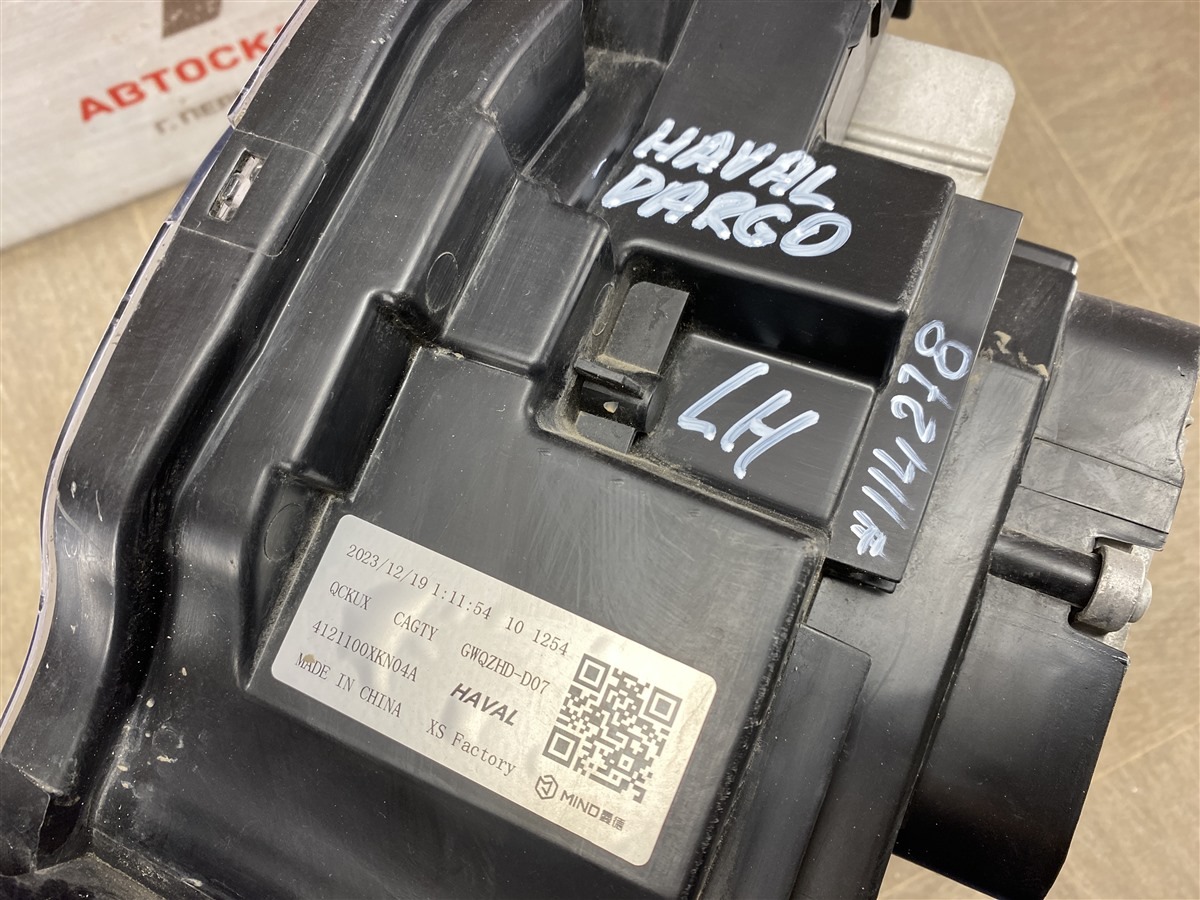 АВТОСК
Г. ПЕР
HAVAL
DARGO
LH
#114278
2023/12/19 1:11:54 10 1254
QCKUX CAGTY GWQZHD-D07
4121100XKN04A HAVAL
MADE IN CHINA XS Factory
MIND